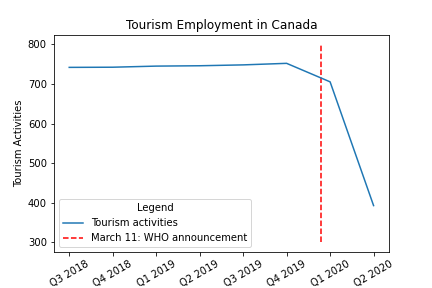 Tourism Employment in Canada
800
700
600
500
400
300
Tourism Activities
Legend
Tourism activities
March 11: WHO announcement
Q3 2018
Q4 2018
Q1 2019
Q2 2019
Q3 2019
Q4 2019
Q1 2020
Q2 2020